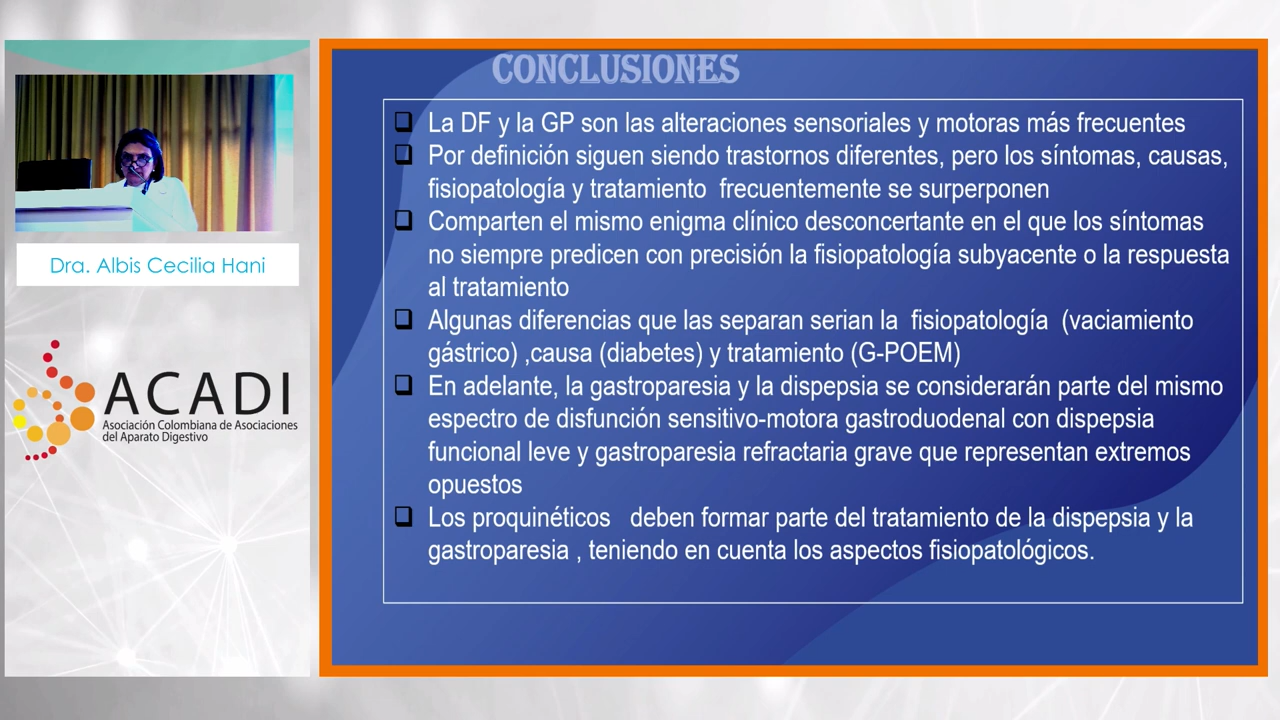 CONCLUSIONES
La DF y la GP son las alteraciones sensoriales y motoras más frecuentes
Por definición siguen siendo trastornos diferentes, pero los síntomas, causas,
fisiopatología y tratamiento frecuentemente se surperponen
Comparten el mismo enigma clínico desconcertante en el que los síntomas
no siempre predicen con precisión la fisiopatología subyacente o la respuesta
al tratamiento
Algunas diferencias que las separan serian la fisiopatología (vaciamiento
gástrico) ,causa (diabetes) y tratamiento (G-POEM)
En adelante, la gastroparesia y la dispepsia se considerarán parte del mismo
espectro de disfunción sensitivo-motora gastroduodenal con dispepsia
funcional leve y gastroparesia refractaria grave que representan extremos
opuestos
Los proquinéticos deben formar parte del tratamiento de la dispepsia y la
gastroparesia , teniendo en cuenta los aspectos fisiopatológicos.
Dra. Albis Cecilia Hani
ACADI
Asociación Colombiana de Asociaciones
del Aparato Digestivo